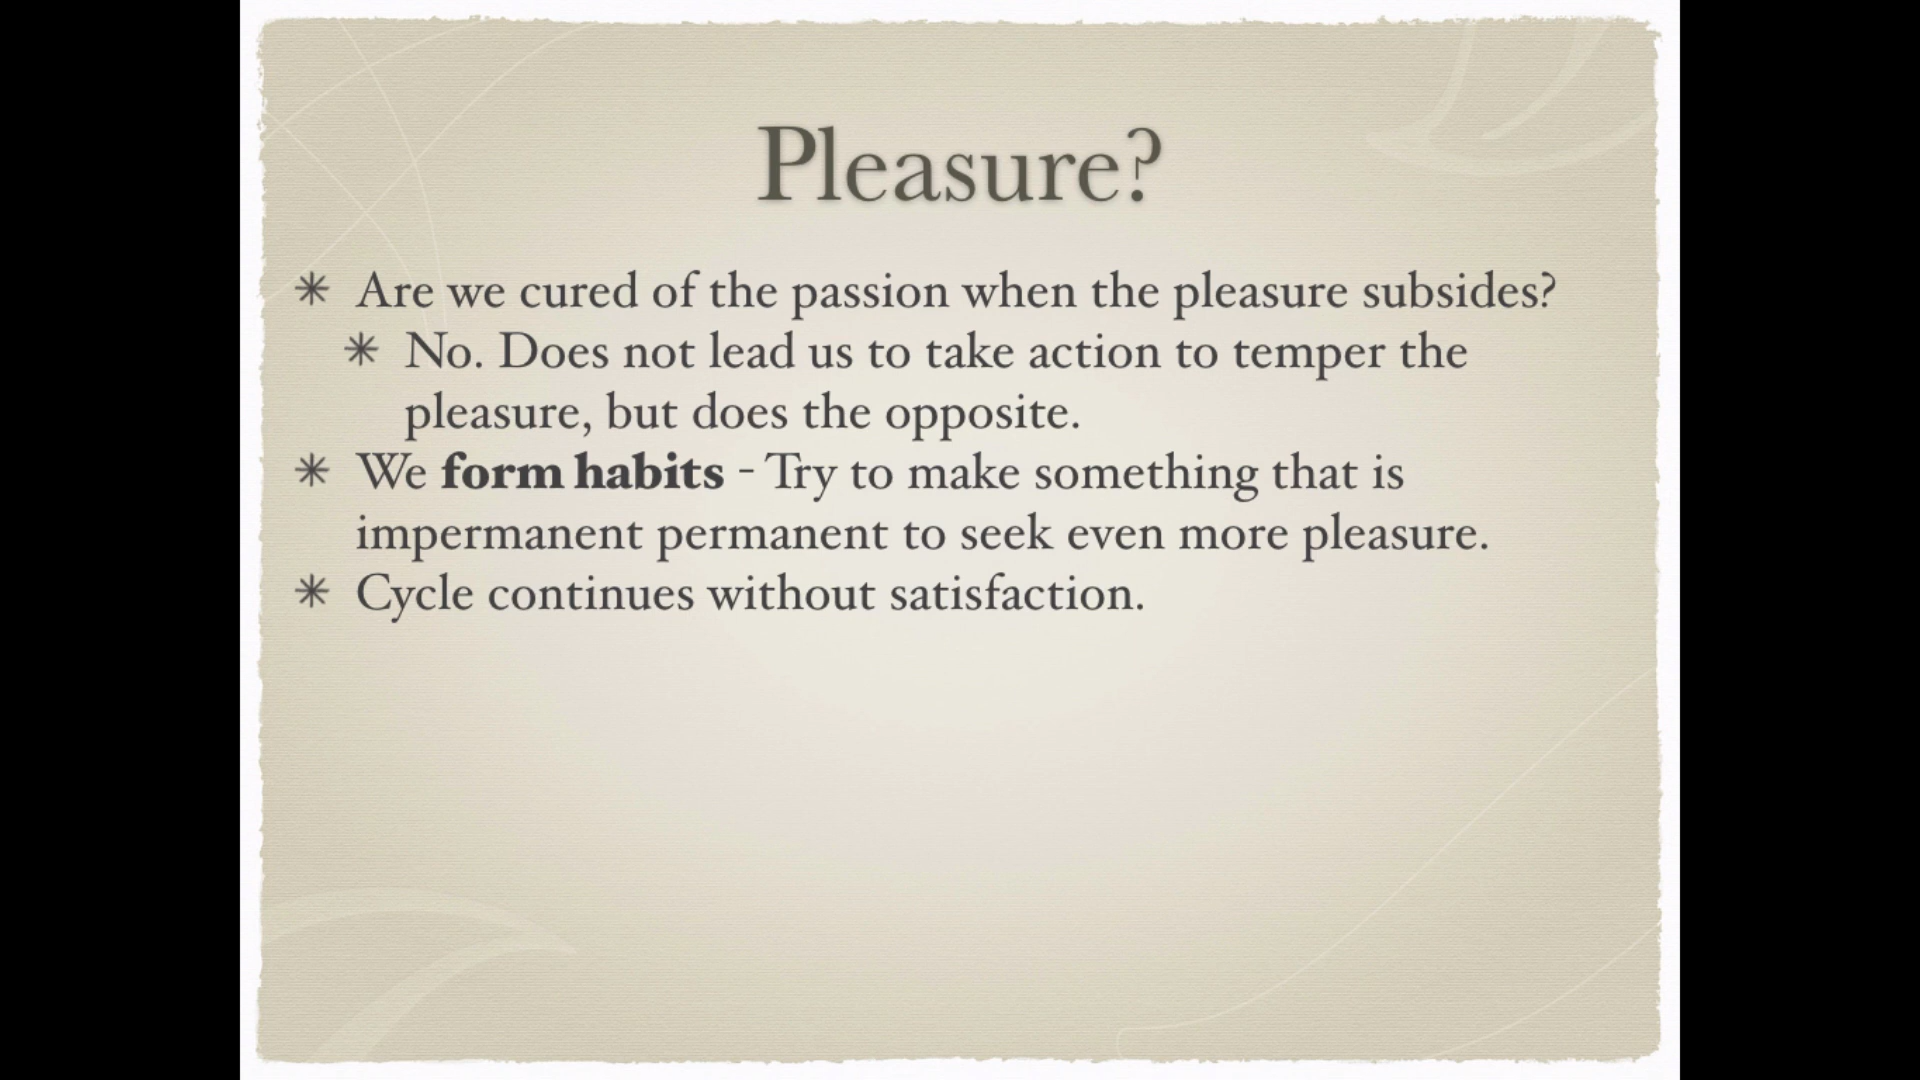 Pleasure?
✳ Are we cured of the passion when the pleasure subsides?
✳ No. Does not lead us to take action to temper the
pleasure, but does the opposite.
✳ We form habits - Try to make something that is
impermanent permanent to seek even more pleasure.
✳ Cycle continues without satisfaction.